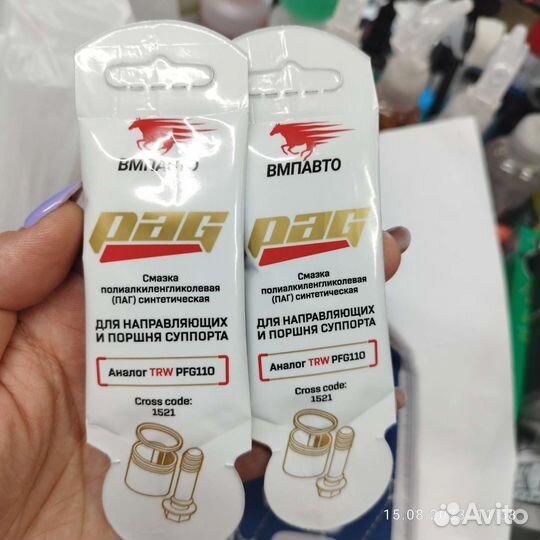 ВМПАВТО
PAG
Смазка
полиалкиленгликолевая
(ПАГ) синтетическая
ДЛЯ НАПРАВЛЯЮЩИХ
И ПОРШНЯ СУППОРТА
Аналог TRW PFG110
Cross code:
1521
ВМПАВТО
PAG
Смазка
полиалкиленгликолевая
(ПАГ) синтетическая
ДЛЯ НАПРАВЛЯЮЩИХ
И ПОРШНЯ СУППОРТА
Аналог TRW PFG110
Cross code:
1521
15.08.2
Avito